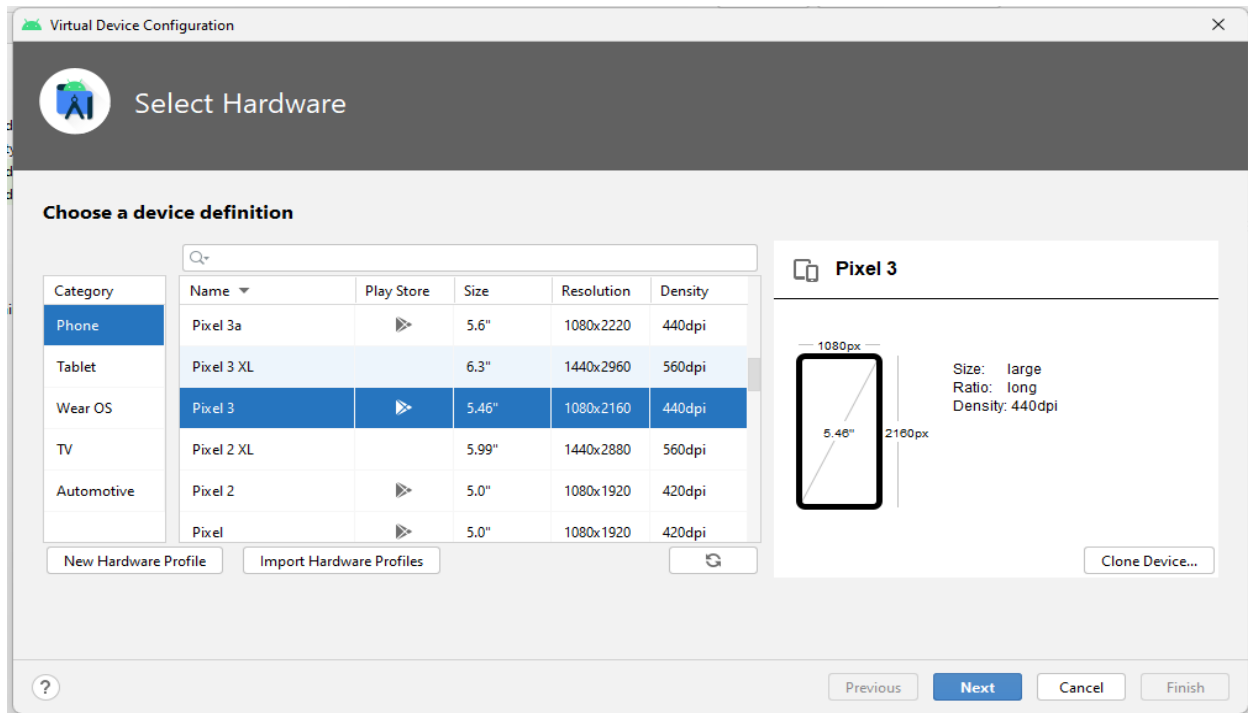 Virtual Device Configuration
Select Hardware
Choose a device definition
Category
Phone
Tablet
Wear OS
TV
Automotive
Name Play Store Size Resolution Density
Pixel 3a 5.6" 1080x2220 440dpi
Pixel 3 XL 6.3" 1440x2960 560dpi
Pixel 3 5.46" 1080x2160 440dpi
Pixel 2 XL 5.99" 1440x2880 560dpi
Pixel 2 5.0" 1080x1920 420dpi
Pixel 5.0" 1080x1920 420dpi
New Hardware Profile Import Hardware Profiles
Pixel 3
1080px
5.46"
2160px
Size: large
Ratio: long
Density: 440dpi
Clone Device...
? Previous Next Cancel Finish